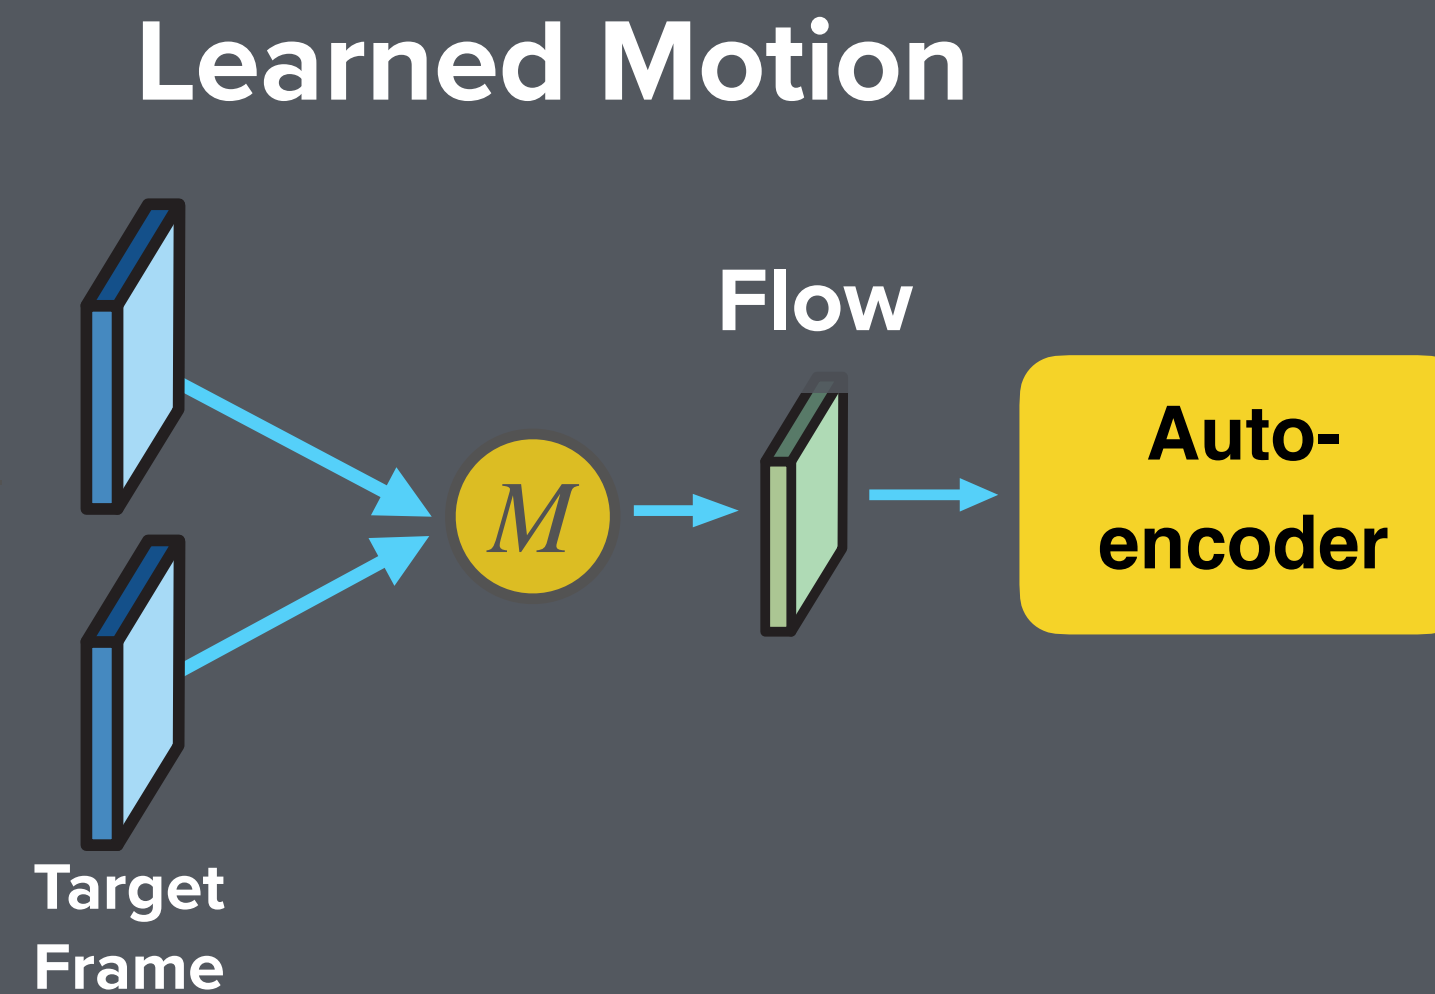 Learned Motion
Flow
M
Auto-
encoder
Target
Frame